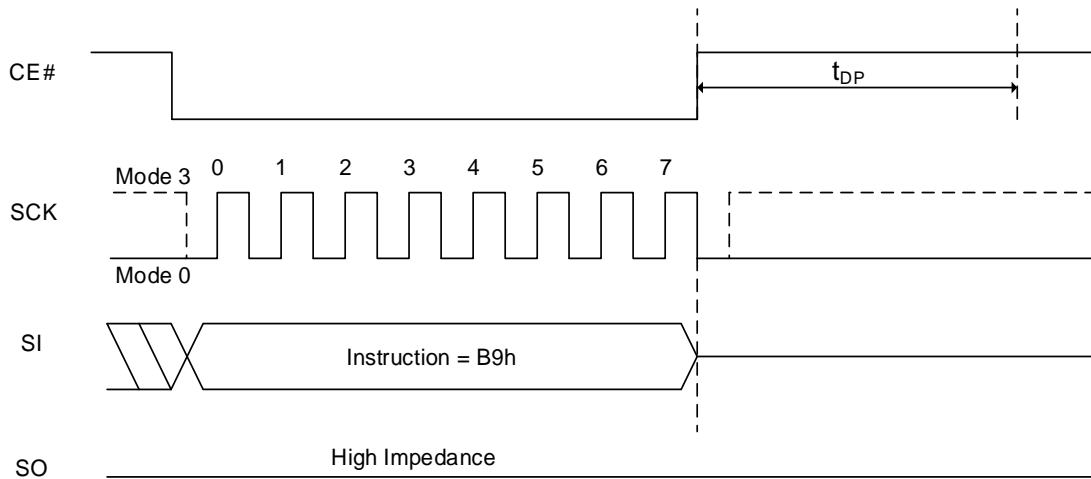 CE#
tDP
Mode 3
0 1 2 3 4 5 6 7
SCK
Mode 0
SI
Instruction = B9h
High Impedance
SO